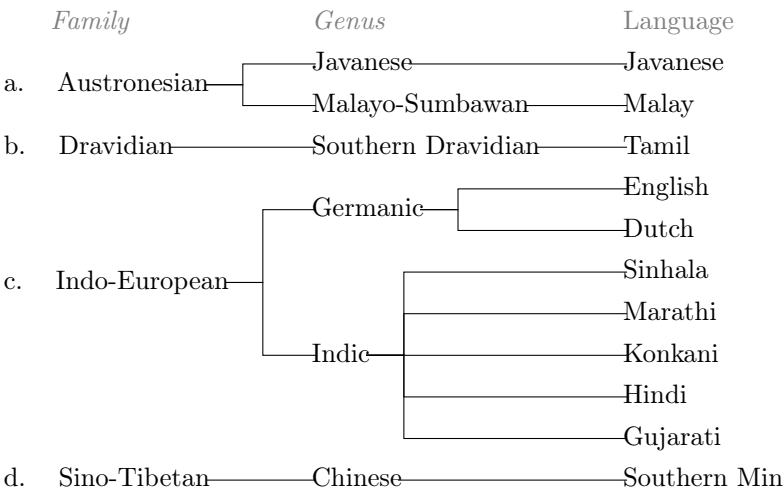 Family Genus Language
Javanese Javanese
a. Austronesian
Malayo-Sumbawan Malay
b. Dravidian Southern Dravidian Tamil
English
Germanic
Dutch
Sinhala
c. Indo-European
Marathi
Indic Konkani
Hindi
Gujarati
d. Sino-Tibetan Chinese Southern Min